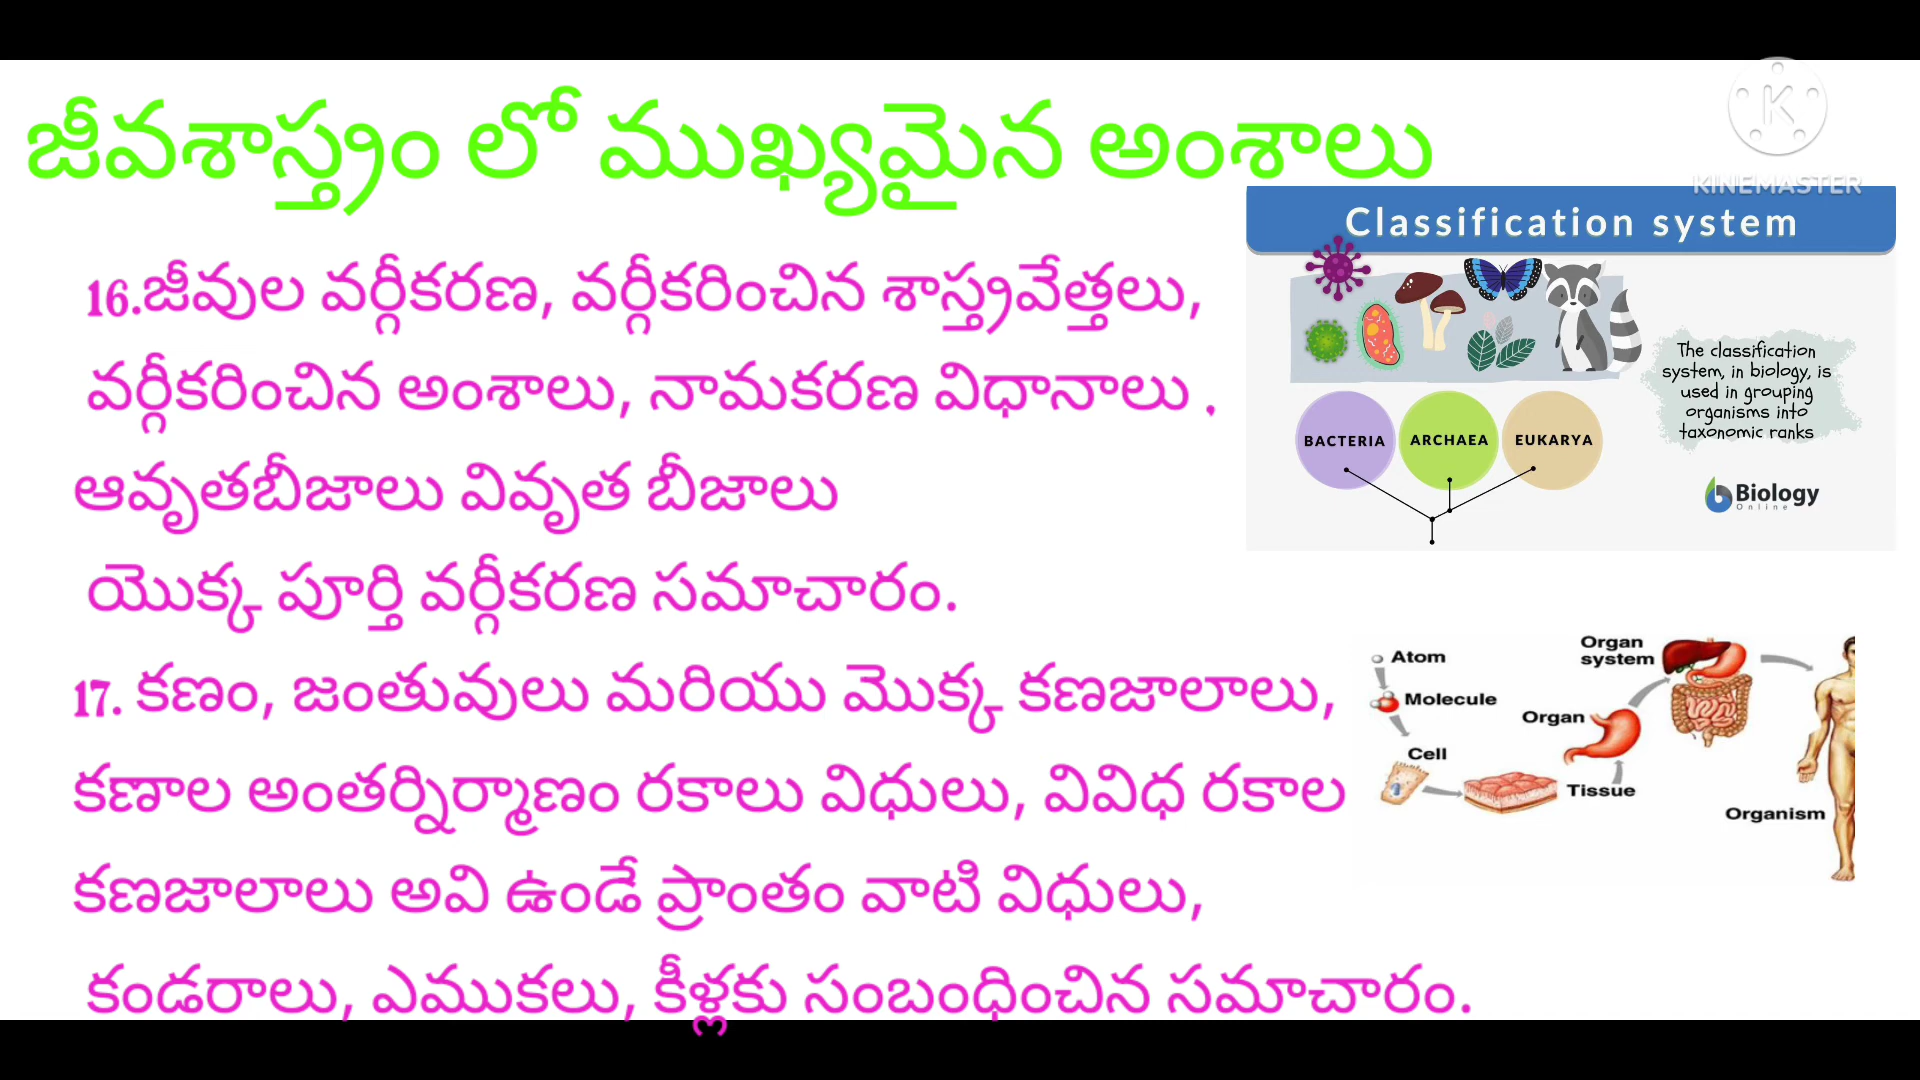 జీవశాస్త్రం లో ముఖ్యమైన అంశాలు
KINEMASTER
16.జీవుల వర్గీకరణ, వర్గీకరించిన శాస్త్రవేత్తలు,
వర్గీకరించిన అంశాలు, నామకరణ విధానాలు .
ఆవృతబీజాలు వివృత బీజాలు
యొక్క పూర్తి వర్గీకరణ సమాచారం.
17. కణం, జంతువులు మరియు మొక్క కణజాలాలు,
కణాల అంతర్నిర్మాణం రకాలు విధులు, వివిధ రకాల
కణజాలాలు అవి ఉండే ప్రాంతం వాటి విధులు,
కండరాలు, ఎముకలు, కీళ్లకు సంబంధించిన సమాచారం.
Classification system
The classification
system, in biology, is
used in grouping
organisms into
taxonomic ranks
BACTERIA
ARCHAEA
EUKARYA
Biology
Online
Atom
Molecule
Cell
Tissue
Organ
Organ
system
Organism